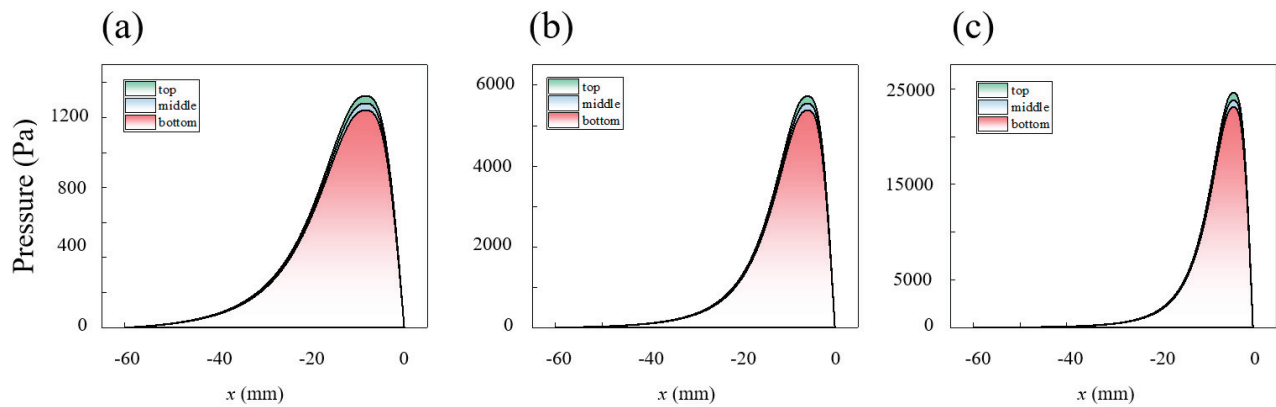 (a)
(b)
(c)
Pressure (Pa)
1200
800
400
0
top
middle
bottom
-60
-40
-20
0
x (mm)
6000
4000
2000
0
top
middle
bottom
-60
-40
-20
0
x (mm)
25000
15000
5000
0
top
middle
bottom
-60
-40
-20
0
x (mm)